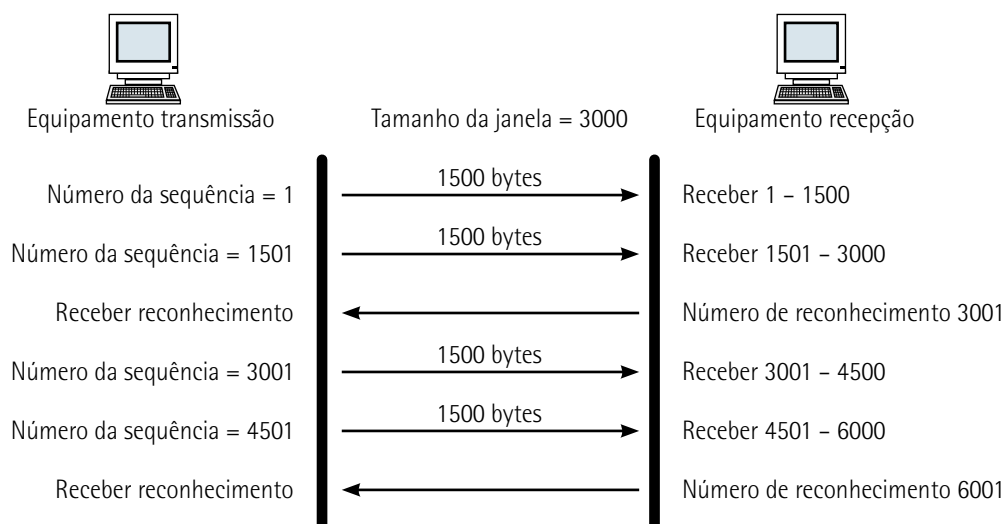 Equipamento transmissão
Tamanho da janela = 3000
Equipamento recepção
Número da sequência = 1
1500 bytes
Receber 1 – 1500
Número da sequência = 1501
1500 bytes
Receber 1501 – 3000
Receber reconhecimento
Número de reconhecimento 3001
Número da sequência = 3001
1500 bytes
Receber 3001 – 4500
Número da sequência = 4501
1500 bytes
Receber 4501 – 6000
Receber reconhecimento
Número de reconhecimento 6001